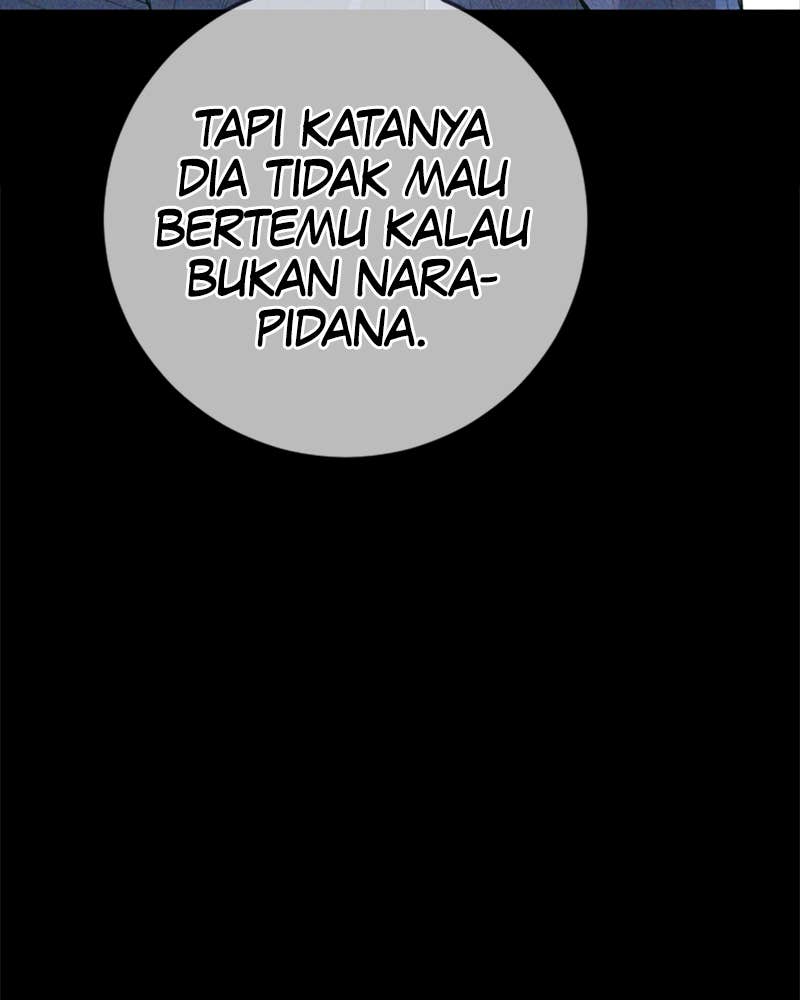 TAPI KATANYA
DIA TIDAK MAU
BERTEMU KALAU
BUKAN NARA-
PIDANA.